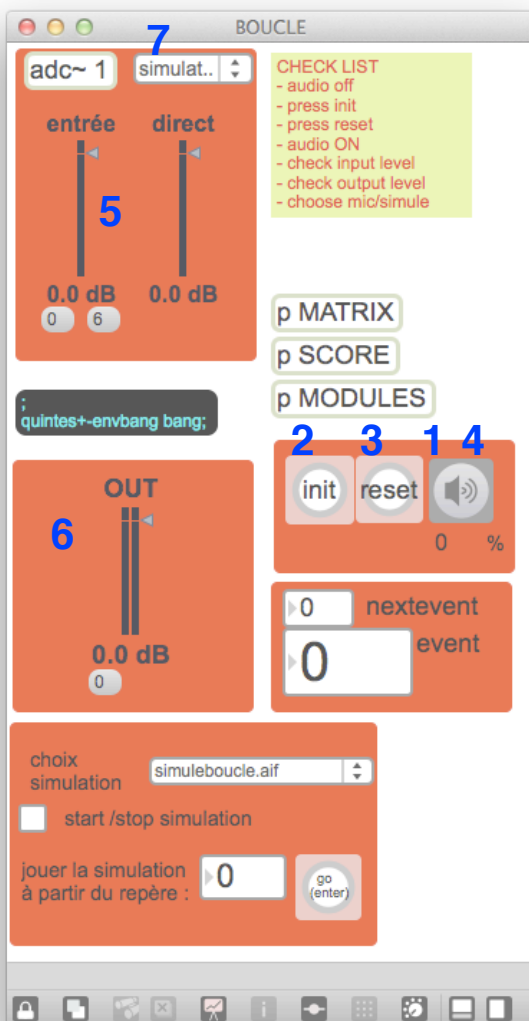 BOUCLE
7
adc~ 1
simulat..
entrée direct
5
0.0 dB 0.0 dB
0 6
CHECK LIST
- audio off
- press init
- press reset
- audio ON
- check input level
- check output level
- choose mic/simule
p MATRIX
p SCORE
p MODULES
;
quintes+-envbang bang;
2 3 1 4
init reset
0 %
OUT
6
0.0 dB
0
0 nextevent
0 event
choix
simulation
simuleboucle.aif
start /stop simulation
jouer la simulation
à partir du repère :
0
go
(enter)